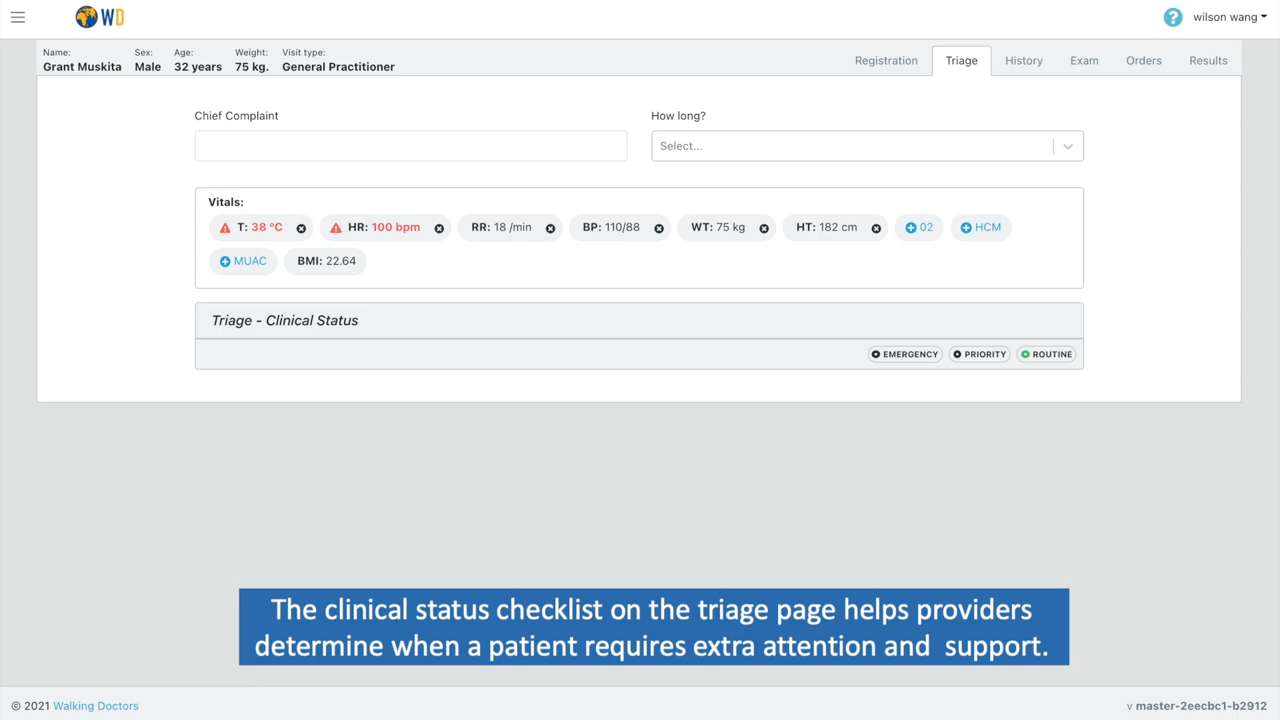 WD
? wilson wang
Name: Sex: Age: Weight: Visit type:
Grant Muskita Male 32 years 75 kg. General Practitioner
Registration Triage History Exam Orders Results
Chief Complaint How long?
Select...
Vitals:
T: 38 °C HR: 100 bpm RR: 18 /min BP: 110/88 WT: 75 kg HT: 182 cm 02 HCM
MUAC BMI: 22.64
Triage - Clinical Status
EMERGENCY PRIORITY ROUTINE
The clinical status checklist on the triage page helps providers
determine when a patient requires extra attention and  support.
© 2021 Walking Doctors v master-2eecbc1-b2912